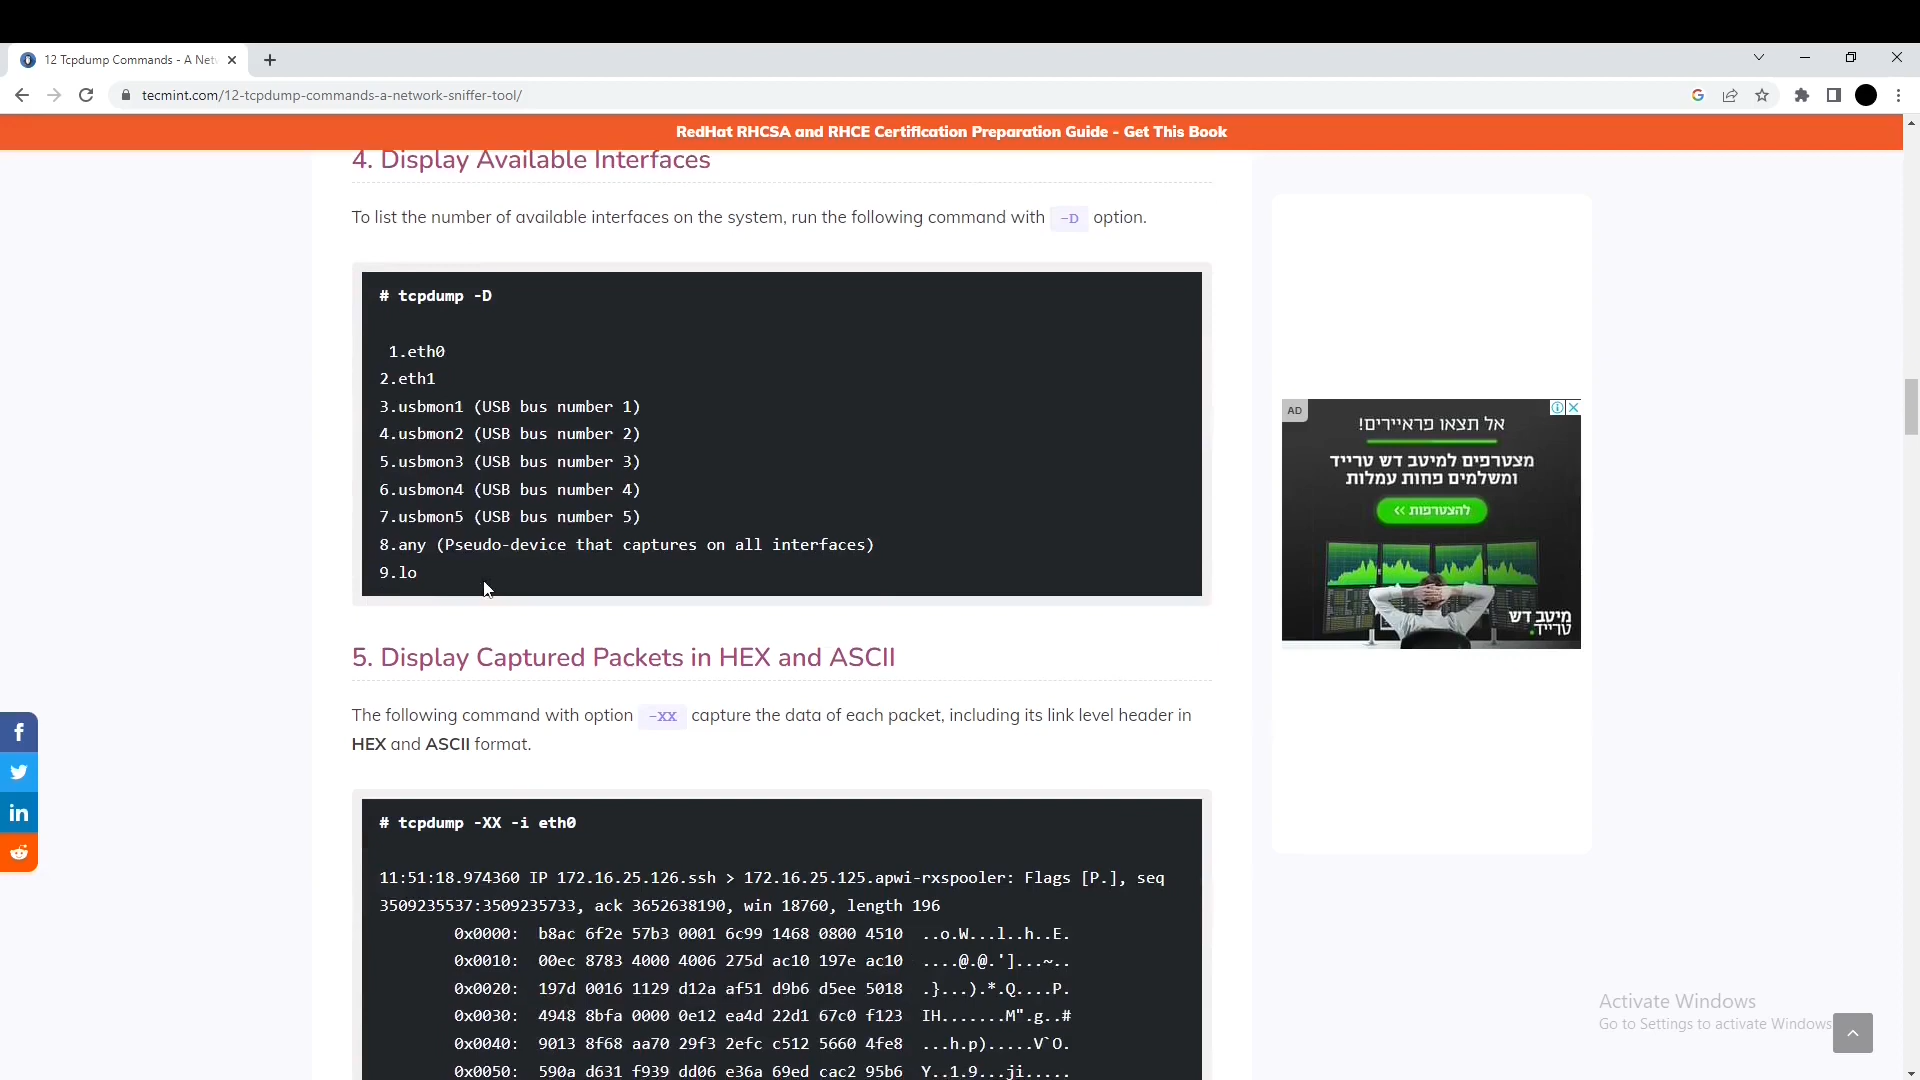 12 Tcpdump Commands - A Net
tecmint.com/12-tcpdump-commands-a-network-sniffer-tool/
RedHat RHCSA and RHCE Certification Preparation Guide - Get This Book
4. Display Available Interfaces
To list the number of available interfaces on the system, run the following command with -D option.
# tcpdump -D
1.eth0
2.eth1
3.usbmon1 (USB bus number 1)
4.usbmon2 (USB bus number 2)
5.usbmon3 (USB bus number 3)
6.usbmon4 (USB bus number 4)
7.usbmon5 (USB bus number 5)
8.any (Pseudo-device that captures on all interfaces)
9.lo
5. Display Captured Packets in HEX and ASCII
The following command with option -XX capture the data of each packet, including its link level header in
HEX and ASCII format.
# tcpdump -XX -i eth0
11:51:18.974360 IP 172.16.25.126.ssh > 172.16.25.125.apwi-rxspooler: Flags [P.], seq
3509235537:3509235733, ack 3652638190, win 18760, length 196
0x0000:  b8ac 6f2e 57b3 0001 6c99 1468 0800 4510  ..o.W...l..h..E.
0x0010:  00ec 8783 4000 4006 275d ac10 197e ac10  ....@.@.']...~..
0x0020:  197d 0016 1129 d12a af51 d9b6 d5ee 5018  .}...).*.Q....P.
0x0030:  4948 8bfa 0000 0e12 ea4d 22d1 67c0 f123  IH.......M".g..#
0x0040:  9013 8f68 aa70 29f3 2efc c512 5660 4fe8  ...h.p).....V`O.
0x0050:  590a d631 f939 dd06 e36a 69ed cac2 95b6  Y..1.9...ji.....
AD
אל תצאו פראיירים!
מצטרפים למיטב דש טרייד
ומשלמים פחות עמלות
להצטרפות >>
מיטב דש
טרייד.
f
in
Activate Windows
Go to Settings to activate Windows